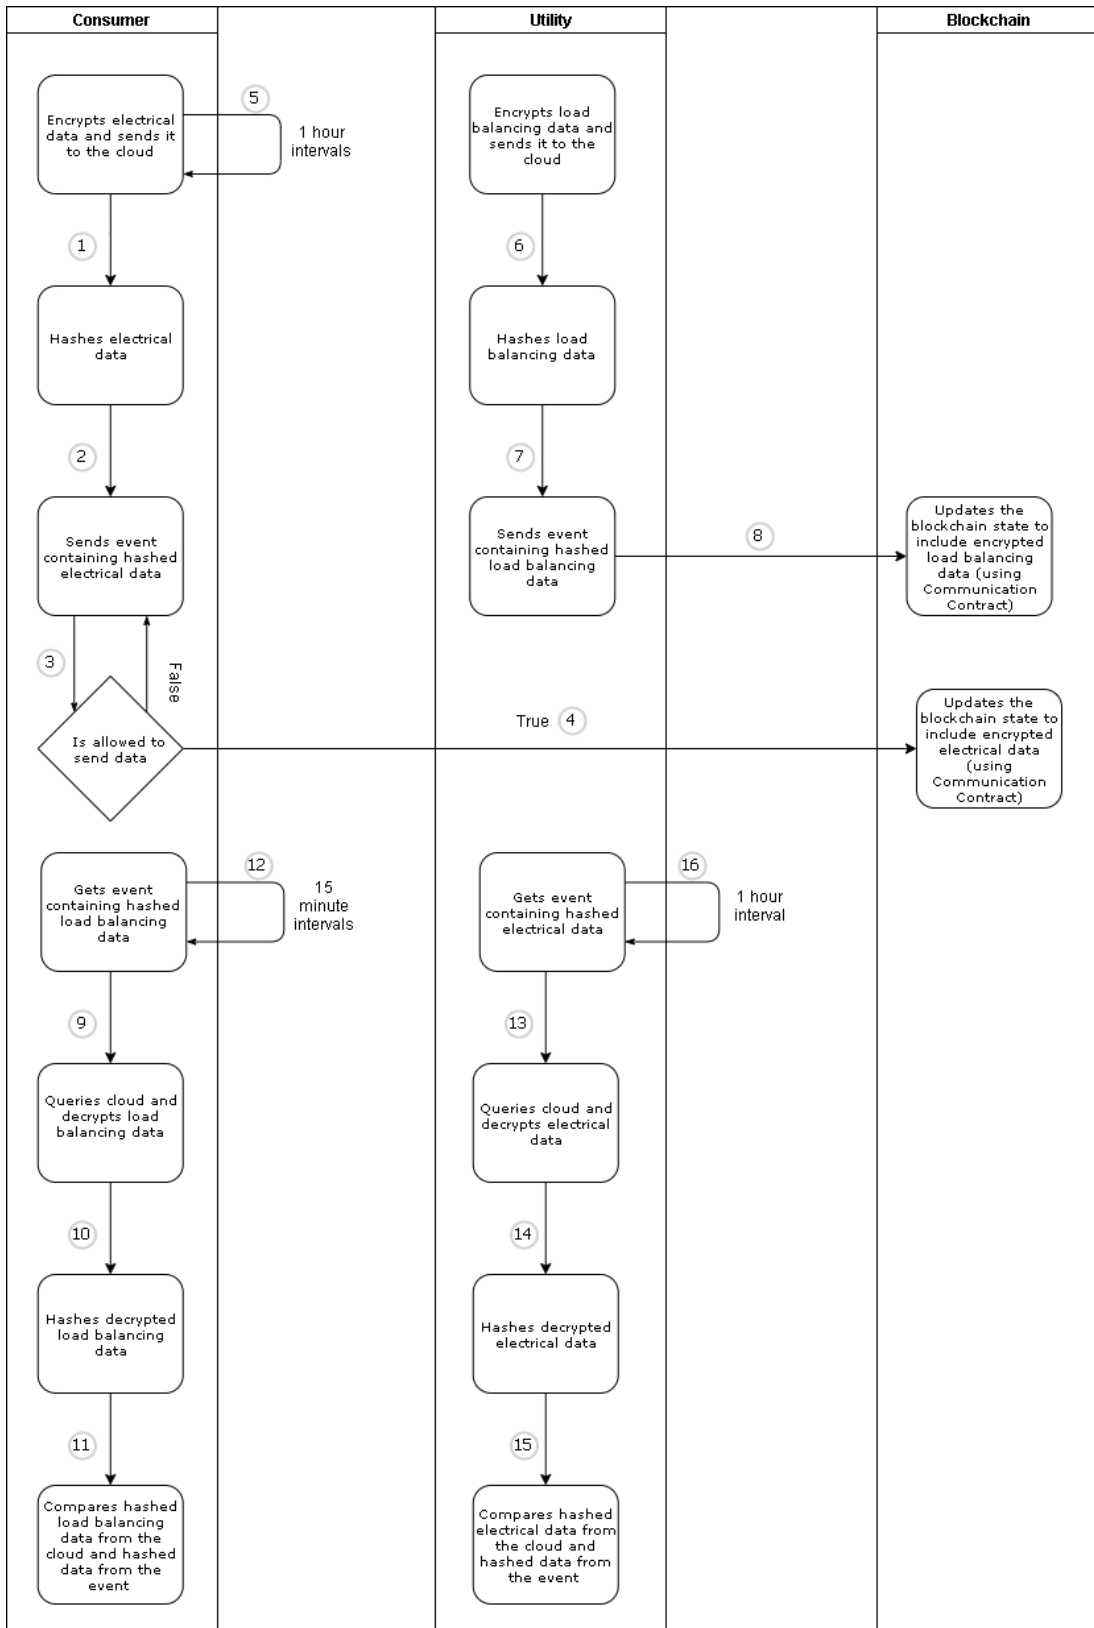 Consumer
Utility
Blockchain
Encrypts electrical
data and sends it
to the cloud
5
1 hour
intervals
Encrypts load
balancing data and
sends it to the
cloud
1
6
Hashes electrical
data
Hashes load
balancing data
2
7
Sends event
containing hashed
electrical data
Sends event
containing hashed
load balancing
data
8
Updates the
blockchain state to
include encrypted
load balancing
data (using
Communication
Contract)
3
False
Is allowed to
send data
True 4
Updates the
blockchain state to
include encrypted
electrical data
(using
Communication
Contract)
Gets event
containing hashed
load balancing
data
12
15
minute
intervals
Gets event
containing hashed
electrical data
16
1 hour
interval
9
13
Queries cloud and
decrypts load
balancing data
Queries cloud and
decrypts electrical
data
10
14
Hashes decrypted
load balancing
data
Hashes decrypted
electrical data
11
15
Compares hashed
load balancing
data from the
cloud and hashed
data from the
event
Compares hashed
electrical data from
the cloud and
hashed data from
the event